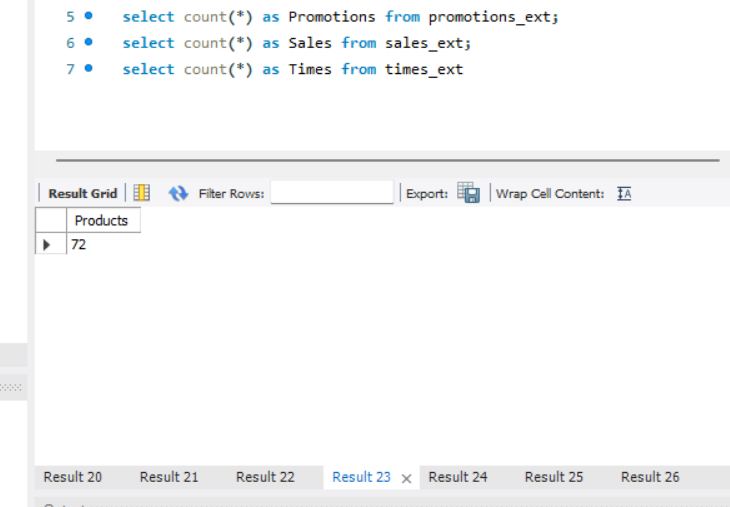 5 select count(*) as Promotions from promotions_ext;
6 select count(*) as Sales from sales_ext;
7 select count(*) as Times from times_ext
Result Grid Filter Rows: Export: Wrap Cell Content: IA
Products
72
Result 20 Result 21 Result 22 Result 23 × Result 24 Result 25 Result 26